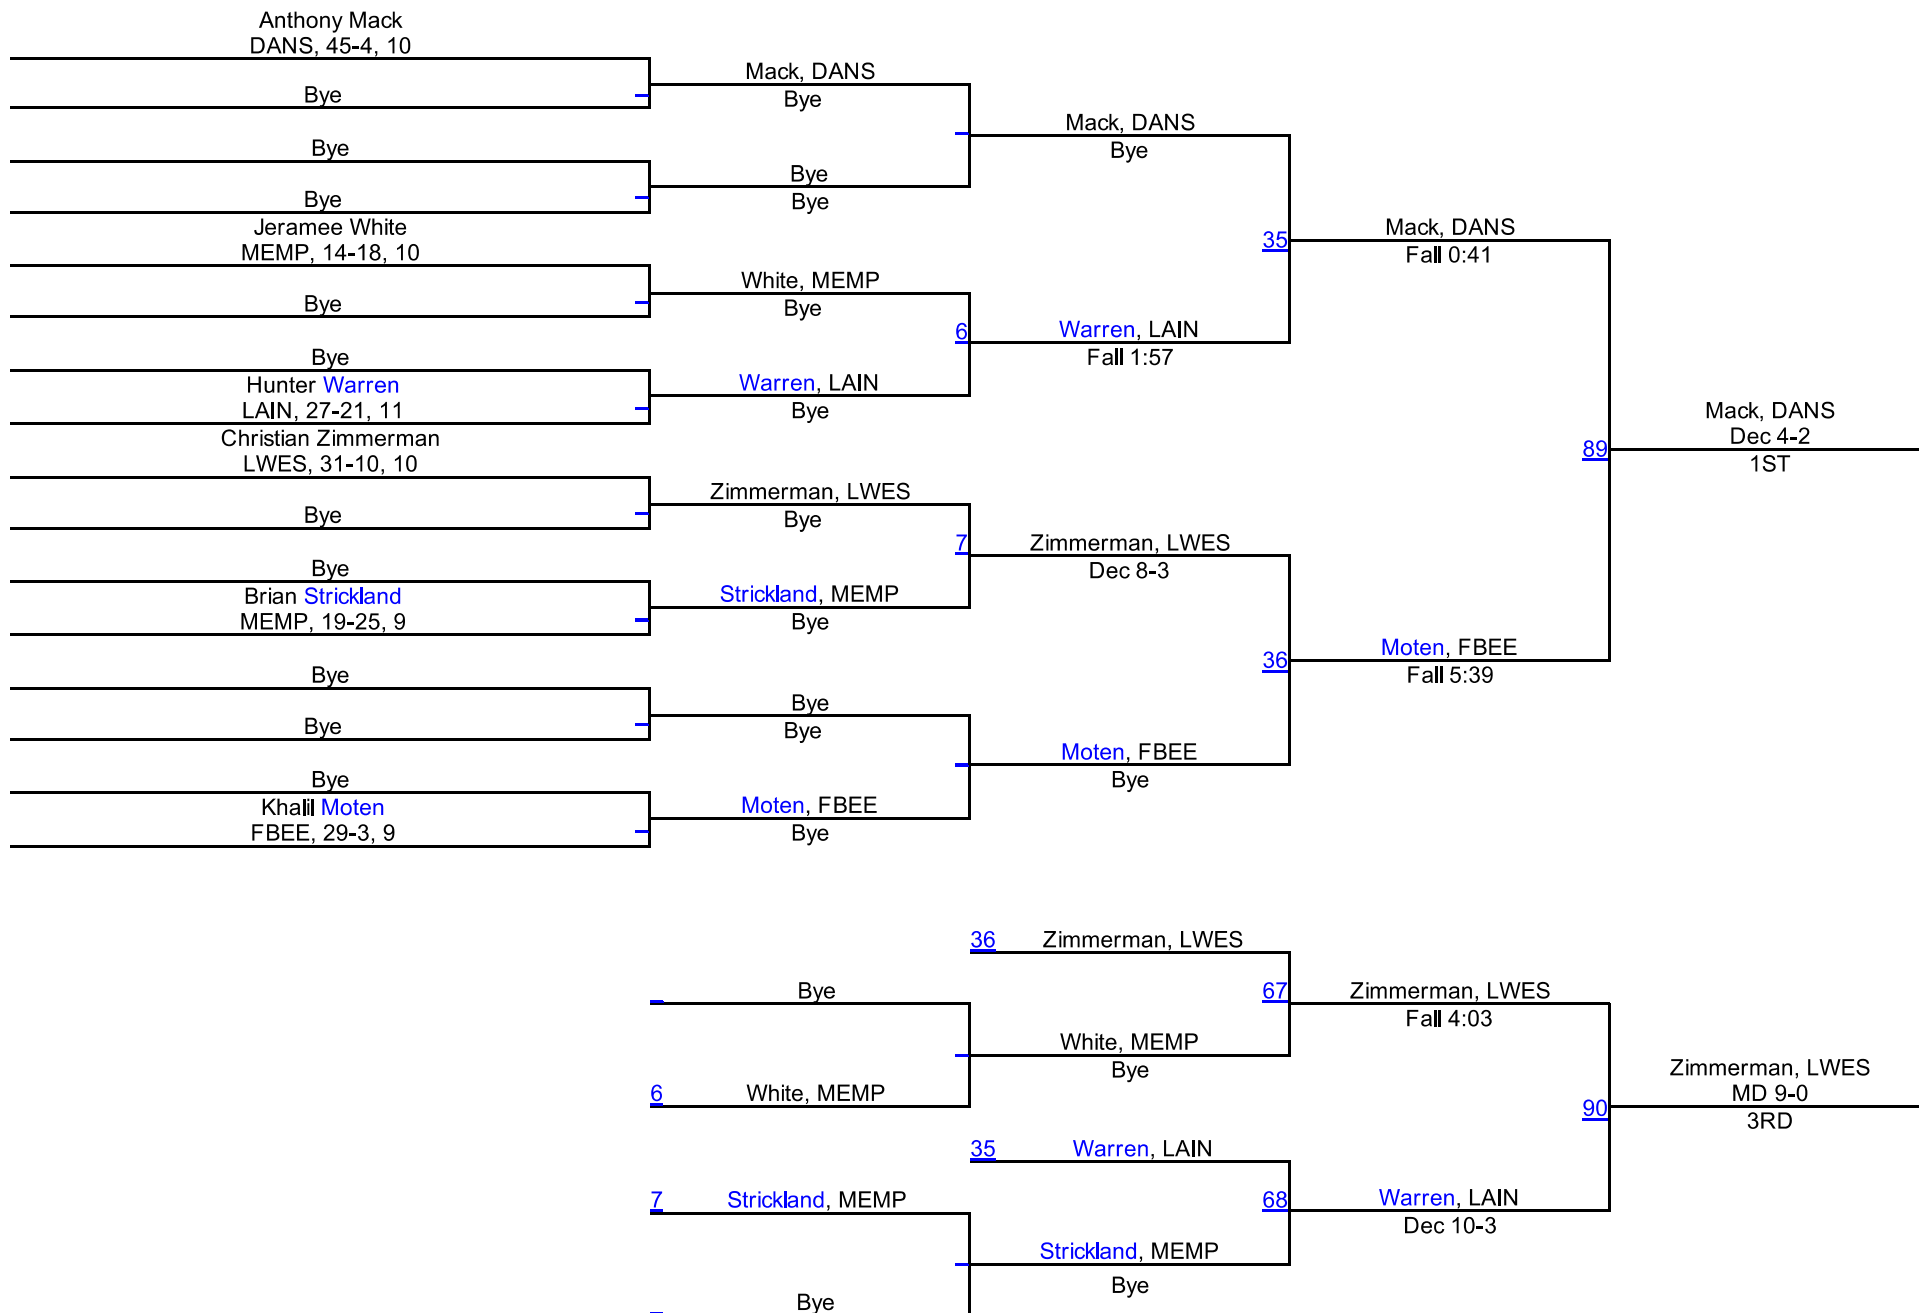 Anthony Mack
DANS, 45-4, 10
Bye
Bye
Bye
Jeramee White
MEMP, 14-18, 10
Bye
Bye
Hunter Warren
LAIN, 27-21, 11
Christian Zimmerman
LWES, 31-10, 10
Bye
Bye
Brian Strickland
MEMP, 19-25, 9
Bye
Bye
Bye
Khalil Moten
FBEE, 29-3, 9
Mack, DANS
Bye
Bye
Bye
White, MEMP
Bye
Warren, LAIN
Bye
Zimmerman, LWES
Bye
Strickland, MEMP
Bye
Bye
Bye
Moten, FBEE
Bye
Mack, DANS
Bye
6
Warren, LAIN
Fall 1:57
7
Zimmerman, LWES
Dec 8-3
Moten, FBEE
Bye
35
Mack, DANS
Fall 0:41
36
Moten, FBEE
Fall 5:39
89
Mack, DANS
Dec 4-2
1ST
Bye
6
White, MEMP
7
Strickland, MEMP
Bye
36
Zimmerman, LWES
White, MEMP
Bye
35
Warren, LAIN
Strickland, MEMP
Bye
67
Zimmerman, LWES
Fall 4:03
68
Warren, LAIN
Dec 10-3
90
Zimmerman, LWES
MD 9-0
3RD